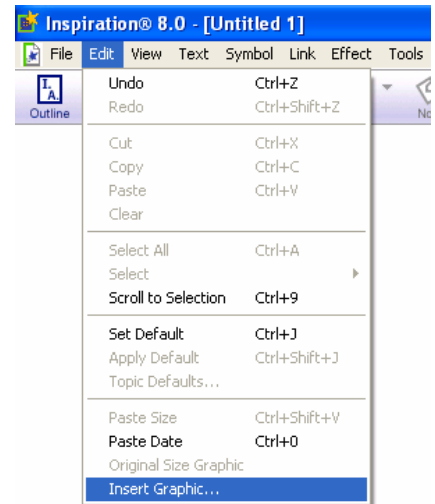 Inspiration® 8.0 - [Untitled 1]
File Edit View Text Symbol Link Effect Tools
I.
A.
Outline
Undo Ctrl+Z
Redo Ctrl+Shift+Z
Cut Ctrl+X
Copy Ctrl+C
Paste Ctrl+V
Clear
Select All Ctrl+A
Select
Scroll to Selection Ctrl+9
Set Default Ctrl+J
Apply Default Ctrl+Shift+J
Topic Defaults...
Paste Size Ctrl+Shift+V
Paste Date Ctrl+0
Original Size Graphic
Insert Graphic...